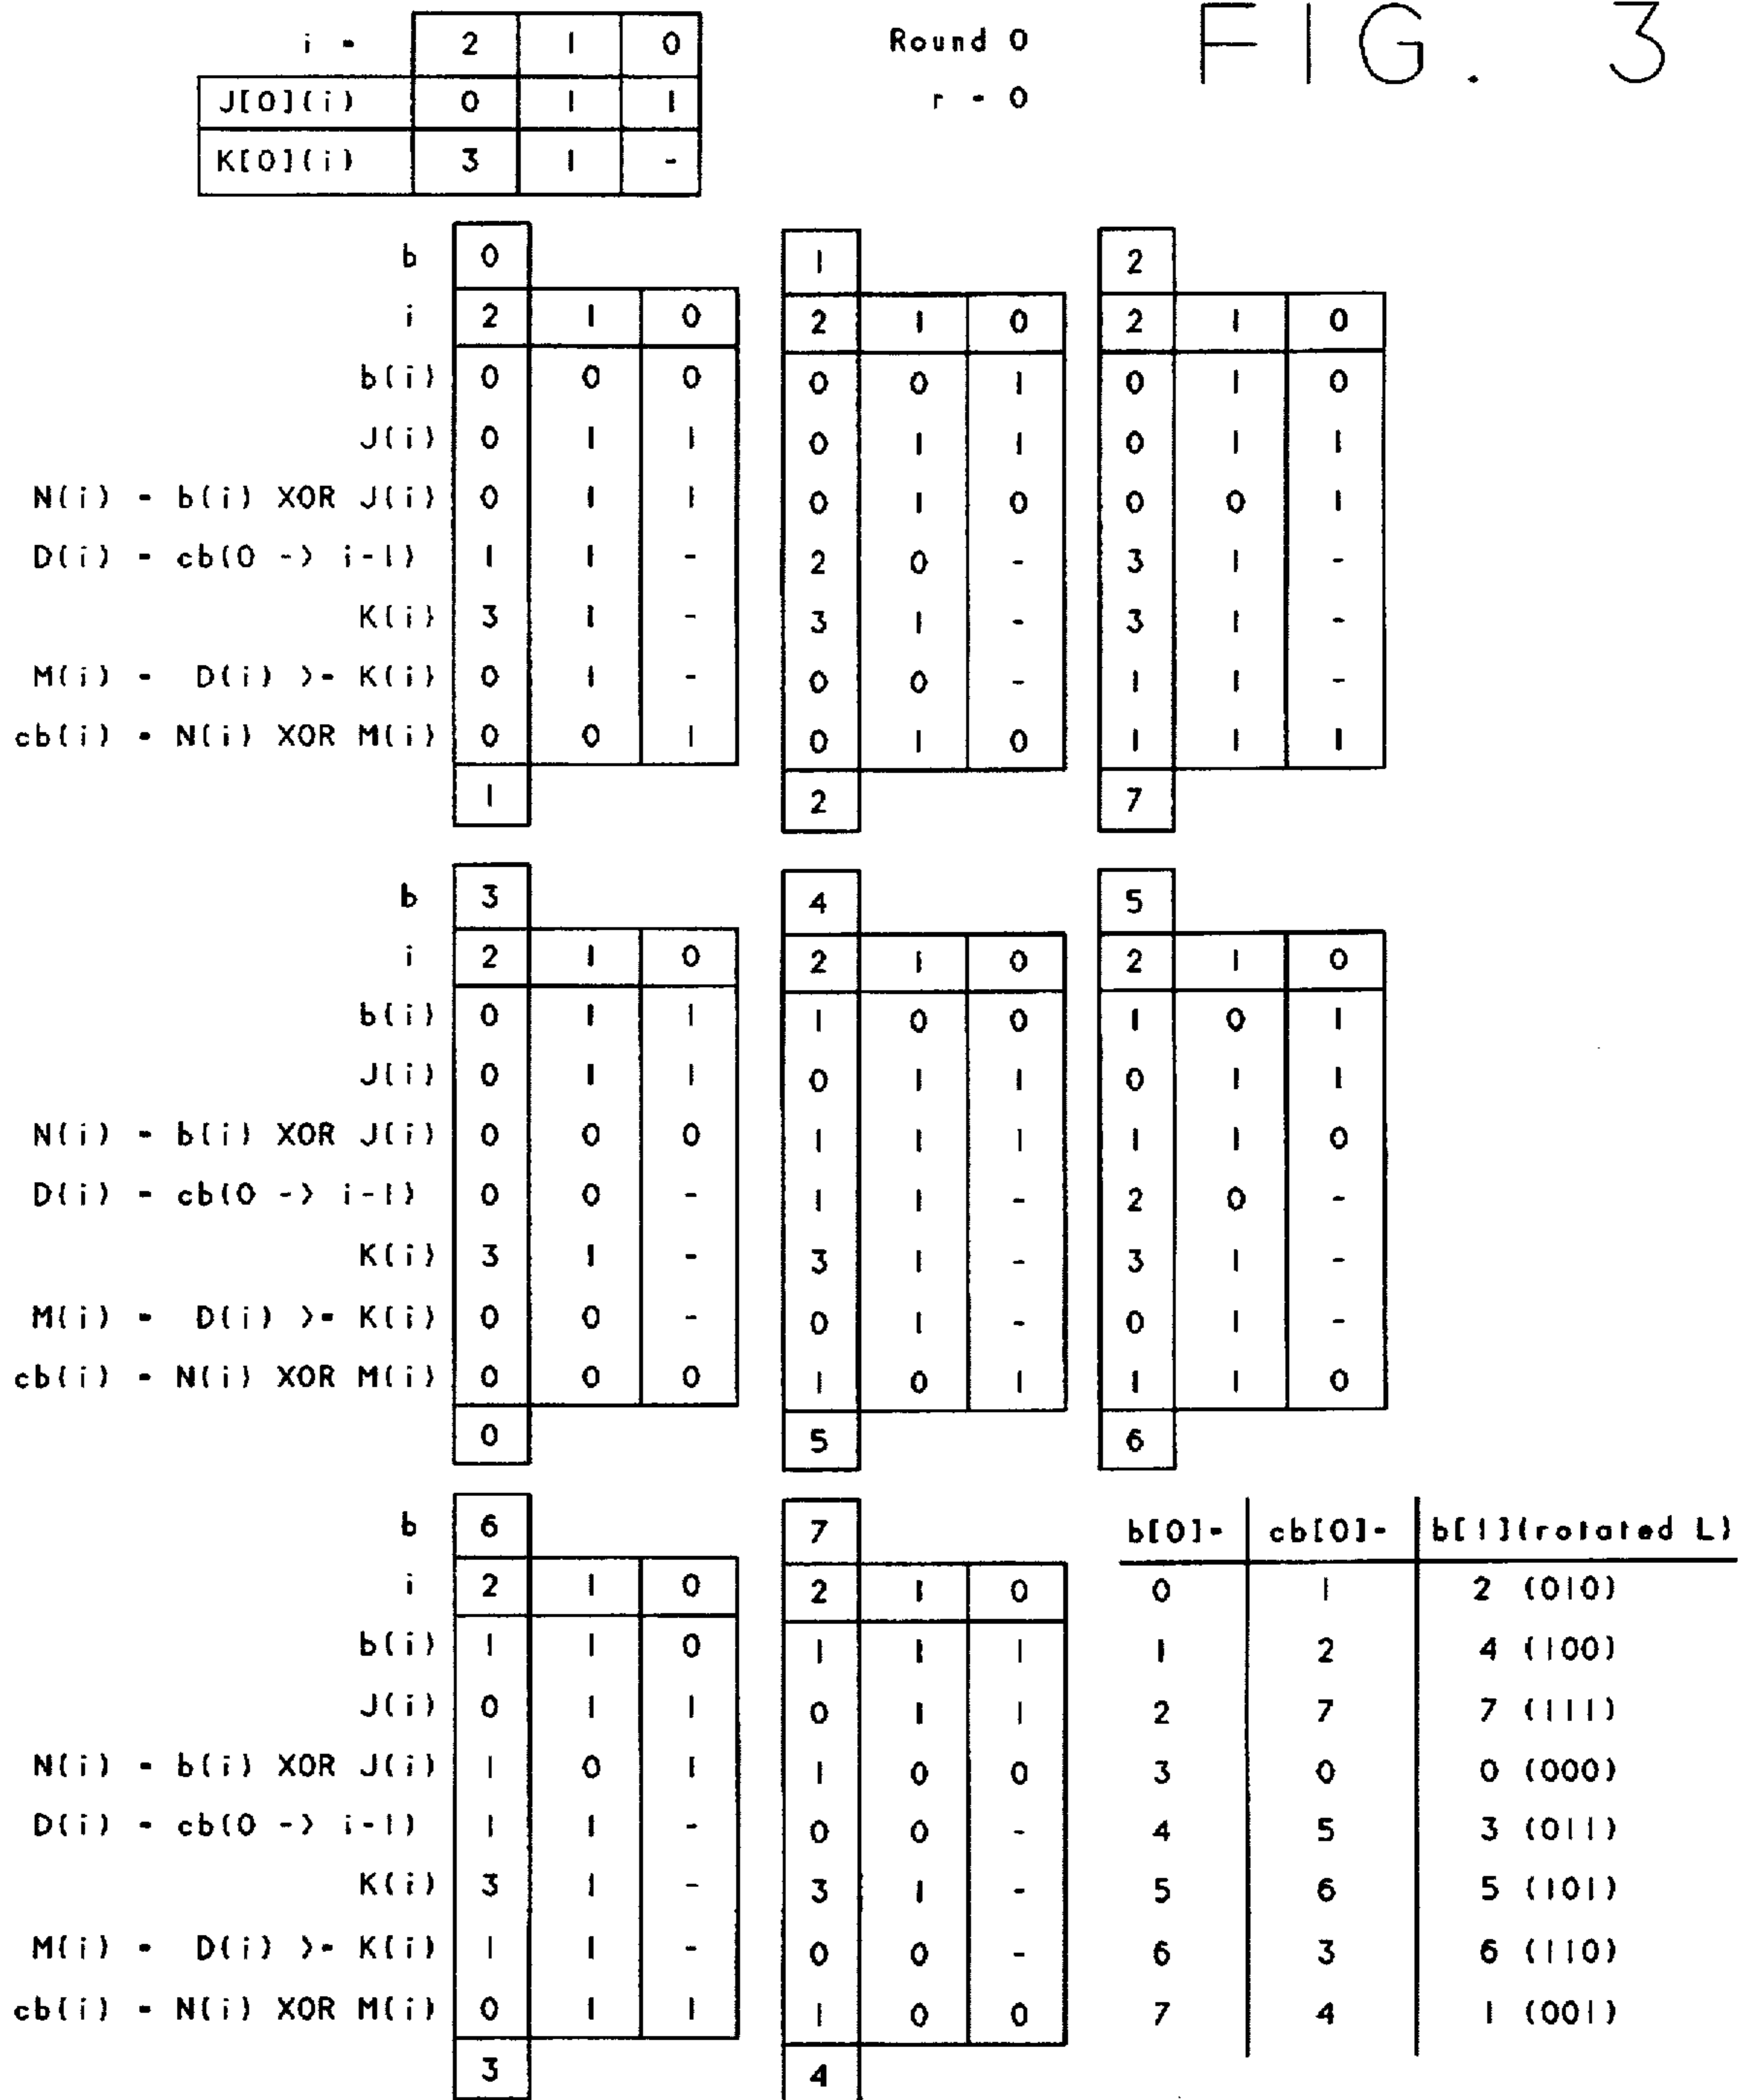 FIG. 3
i = 2 1 0 Round 0
J[0](i) 0 1 1 r = 0
K[0](i) 3 1 -
b 0 1 2
i 2 1 0 2 1 0 2 1 0
b(i) 0 0 0 0 0 1 0 1 0
J(i) 0 1 1 0 1 1 0 1 1
N(i) = b(i) XOR J(i) 0 1 1 0 1 0 0 0 1
D(i) = cb(0 -> i-1) 1 1 - 2 0 - 3 1 -
K(i) 3 1 - 3 1 - 3 1 -
M(i) = D(i) >= K(i) 0 1 - 0 0 - 1 1 -
cb(i) = N(i) XOR M(i) 0 0 1 0 1 0 1 1 1
1 2 7
b 3 4 5
i 2 1 0 2 1 0 2 1 0
b(i) 0 1 1 1 0 0 1 0 1
J(i) 0 1 1 0 1 1 0 1 1
N(i) = b(i) XOR J(i) 0 0 0 1 1 1 1 1 0
D(i) = cb(0 -> i-1) 0 0 - 1 1 - 2 0 -
K(i) 3 1 - 3 1 - 3 1 -
M(i) = D(i) >= K(i) 0 0 - 0 1 - 0 1 -
cb(i) = N(i) XOR M(i) 0 0 0 1 0 1 1 1 0
0 5 6
b 6 7 b[0]= cb[0]= b[1](rotated L)
i 2 1 0 2 1 0 0 1 2 (010)
b(i) 1 1 0 1 1 1 1 2 4 (100)
J(i) 0 1 1 0 1 1 2 7 7 (111)
N(i) = b(i) XOR J(i) 1 0 1 1 0 0 3 0 0 (000)
D(i) = cb(0 -> i-1) 1 1 - 0 0 - 4 5 3 (011)
K(i) 3 1 - 3 1 - 5 6 5 (101)
M(i) = D(i) >= K(i) 1 1 - 0 0 - 6 3 6 (110)
cb(i) = N(i) XOR M(i) 0 1 1 1 0 0 7 4 1 (001)
3 4